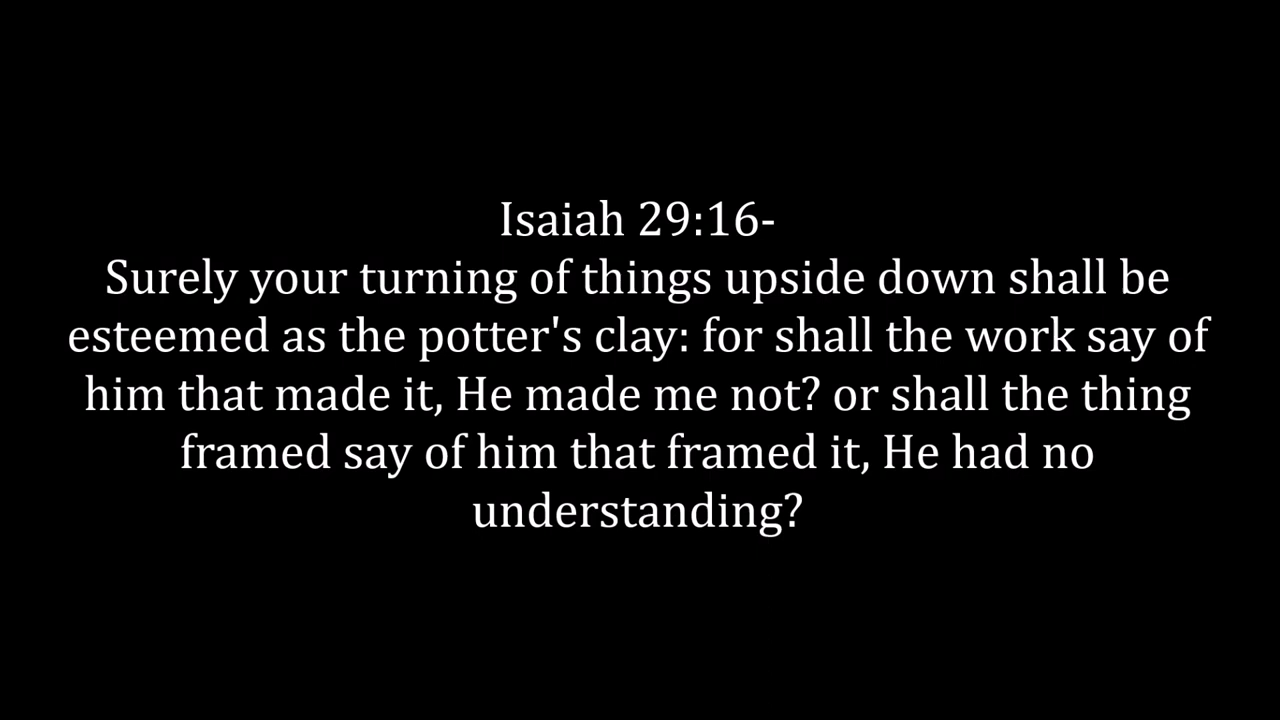 Isaiah 29:16-
Surely your turning of things upside down shall be
esteemed as the potter's clay: for shall the work say of
him that made it, He made me not? or shall the thing
framed say of him that framed it, He had no
understanding?